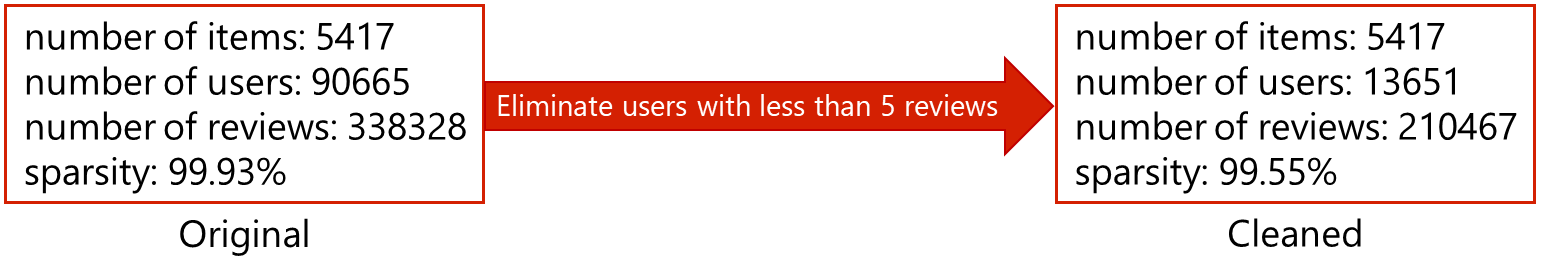 number of items: 5417
number of users: 90665
number of reviews: 338328
sparsity: 99.93%
Original
Eliminate users with less than 5 reviews
number of items: 5417
number of users: 13651
number of reviews: 210467
sparsity: 99.55%
Cleaned